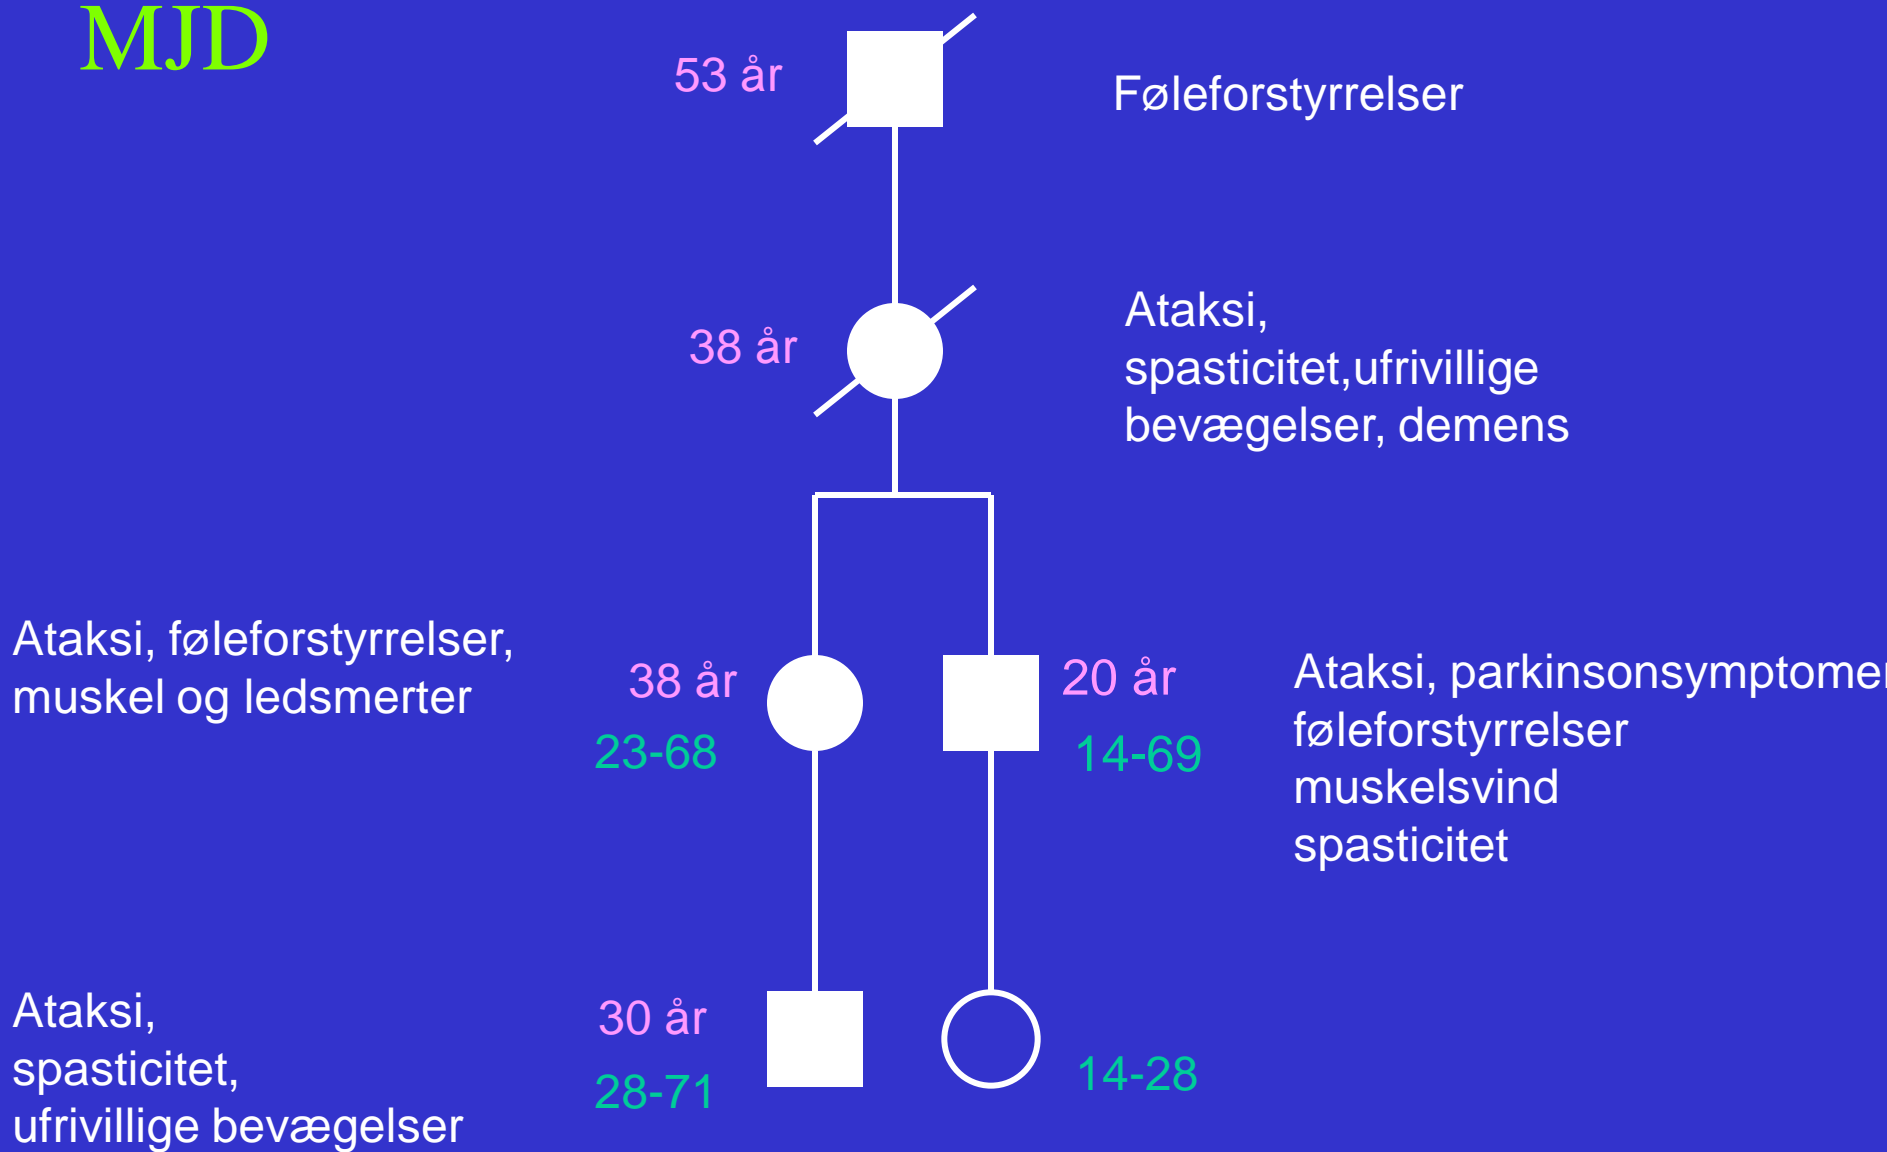 MJD
53 år
Føleforstyrrelser
38 år
Ataksi,
spasticitet,ufrivillige
bevægelser, demens
Ataksi, føleforstyrrelser,
muskel og ledsmerter
38 år
23-68
20 år
14-69
Ataksi, parkinsonsymptomer
føleforstyrrelser
muskelsvind
spasticitet
Ataksi,
spasticitet,
ufrivillige bevægelser
30 år
28-71
14-28